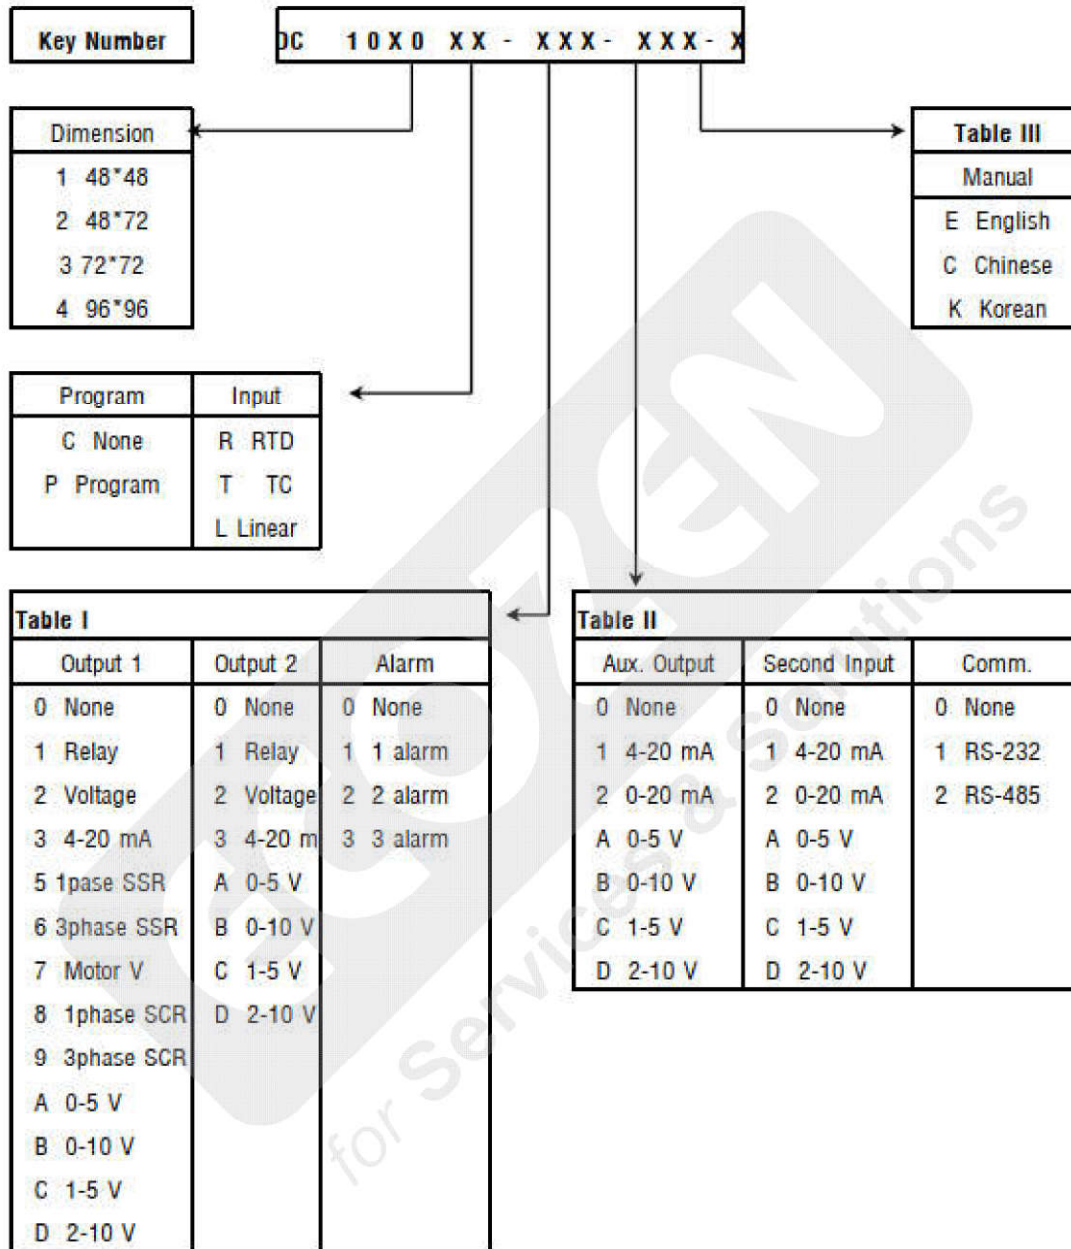 Key Number
DC 10X0 XX - XXX- XXX- X
Dimension
1 48*48
2 48*72
3 72*72
4 96*96
Table III
Manual
E English
C Chinese
K Korean
Program Input
C None R RTD
P Program T TC
L Linear
Table I
Output 1 Output 2 Alarm
0 None 0 None 0 None
1 Relay 1 Relay 1 1 alarm
2 Voltage 2 Voltage 2 2 alarm
3 4-20 mA 3 4-20 m 3 3 alarm
5 1pase SSR A 0-5 V
6 3phase SSR B 0-10 V
7 Motor V C 1-5 V
8 1phase SCR D 2-10 V
9 3phase SCR
A 0-5 V
B 0-10 V
C 1-5 V
D 2-10 V
Table II
Aux. Output Second Input Comm.
0 None 0 None 0 None
1 4-20 mA 1 4-20 mA 1 RS-232
2 0-20 mA 2 0-20 mA 2 RS-485
A 0-5 V A 0-5 V
B 0-10 V B 0-10 V
C 1-5 V C 1-5 V
D 2-10 V D 2-10 V
for Services & Solutions